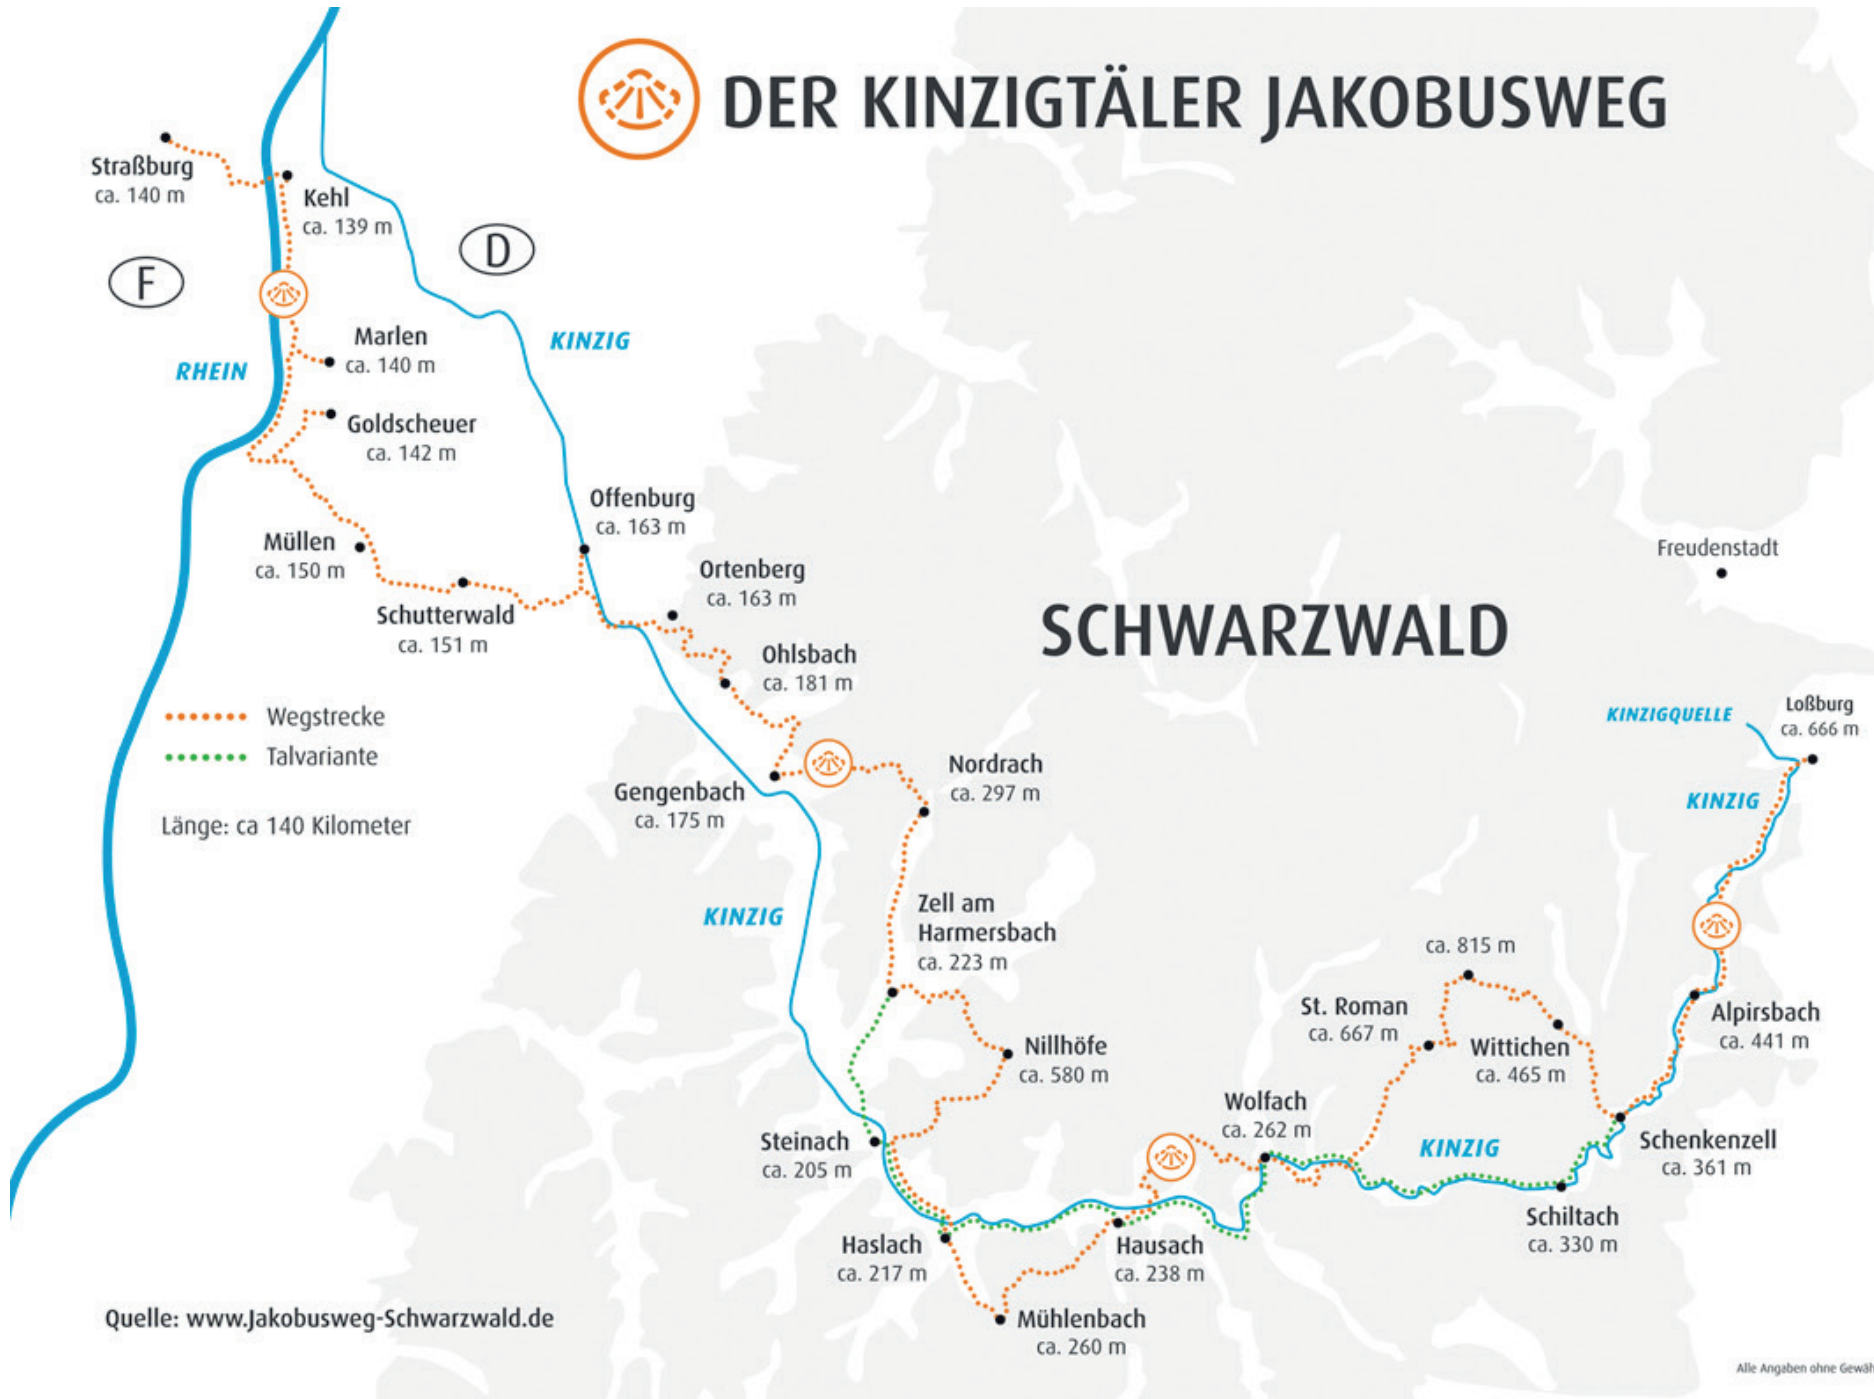 DER KINZIGTÄLER JAKOBUSWEG
Straßburg
ca. 140 m
Kehl
ca. 139 m
F
D
RHEIN
KINZIG
Marlen
ca. 140 m
Goldscheuer
ca. 142 m
Müllen
ca. 150 m
Schutterwald
ca. 151 m
Offenburg
ca. 163 m
Ortenberg
ca. 163 m
Ohlsbach
ca. 181 m
SCHWARZWALD
Freudenstadt
Wegstrecke
Talvariante
Länge: ca 140 Kilometer
Gengenbach
ca. 175 m
Nordrach
ca. 297 m
KINZIGQUELLE
Loßburg
ca. 666 m
KINZIG
KINZIG
Zell am
Harmersbach
ca. 223 m
Nillhöfe
ca. 580 m
ca. 815 m
St. Roman
ca. 667 m
Wittichen
ca. 465 m
Alpirsbach
ca. 441 m
Steinach
ca. 205 m
Wolfach
ca. 262 m
KINZIG
Schenkenzell
ca. 361 m
Haslach
ca. 217 m
Hausach
ca. 238 m
Schiltach
ca. 330 m
Mühlenbach
ca. 260 m
Quelle: www.Jakobusweg-Schwarzwald.de
Alle Angaben ohne Gewäh